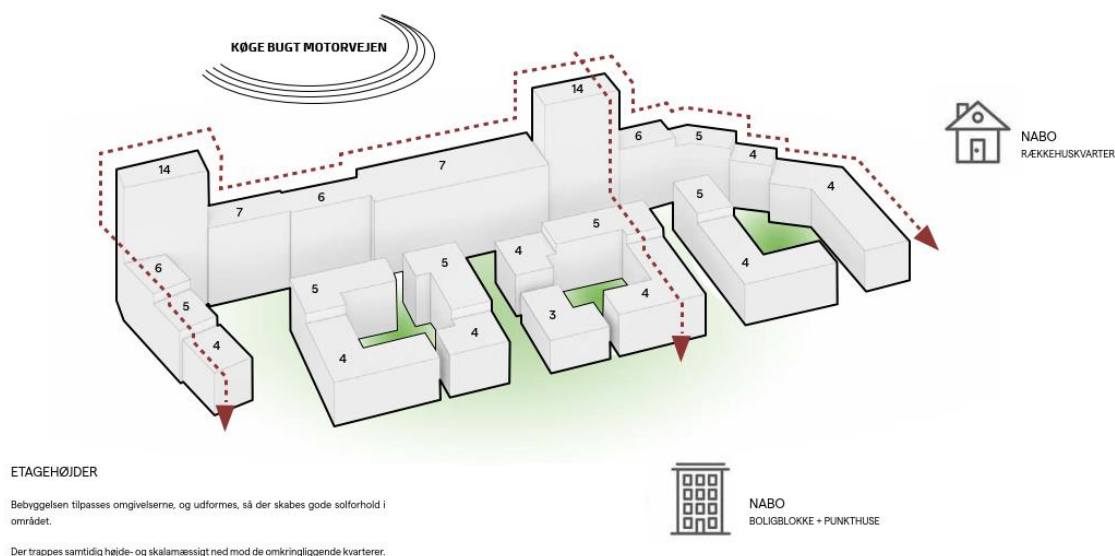 KØGE BUGT MOTORVEJEN
14
14
6
5
4
4
7
6
7
5
4
6
5
4
5
4
5
4
5
4
3
4
NABO
RÆKKEHUSKVARTER
ETAGEHØJDER
Bebyggelsen tilpasses omgivelserne, og udformes, så der skabes gode solforhold i
området.
Der trappes samtidig højde- og skalamæssigt ned mod de omkringliggende kvarterer.
NABO
BOLIGBLOKKE + PUNKTHUSE